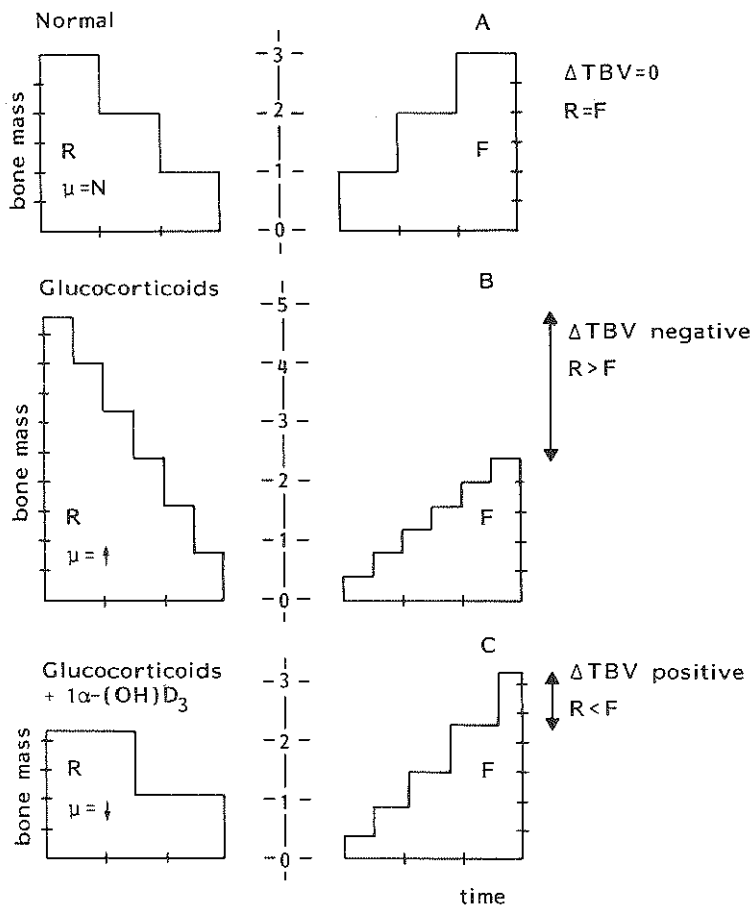 Normal
A
bone mass
R
μ=N
3
2
1
0
F
ΔTBV=0
R=F
Glucocorticoids
B
bone mass
R
μ=↑
5
4
3
2
1
0
F
ΔTBV negative
R>F
Glucocorticoids
+ 1α-(OH)D₃
C
bone mass
R
μ=↓
3
2
1
0
F
ΔTBV positive
R<F
time